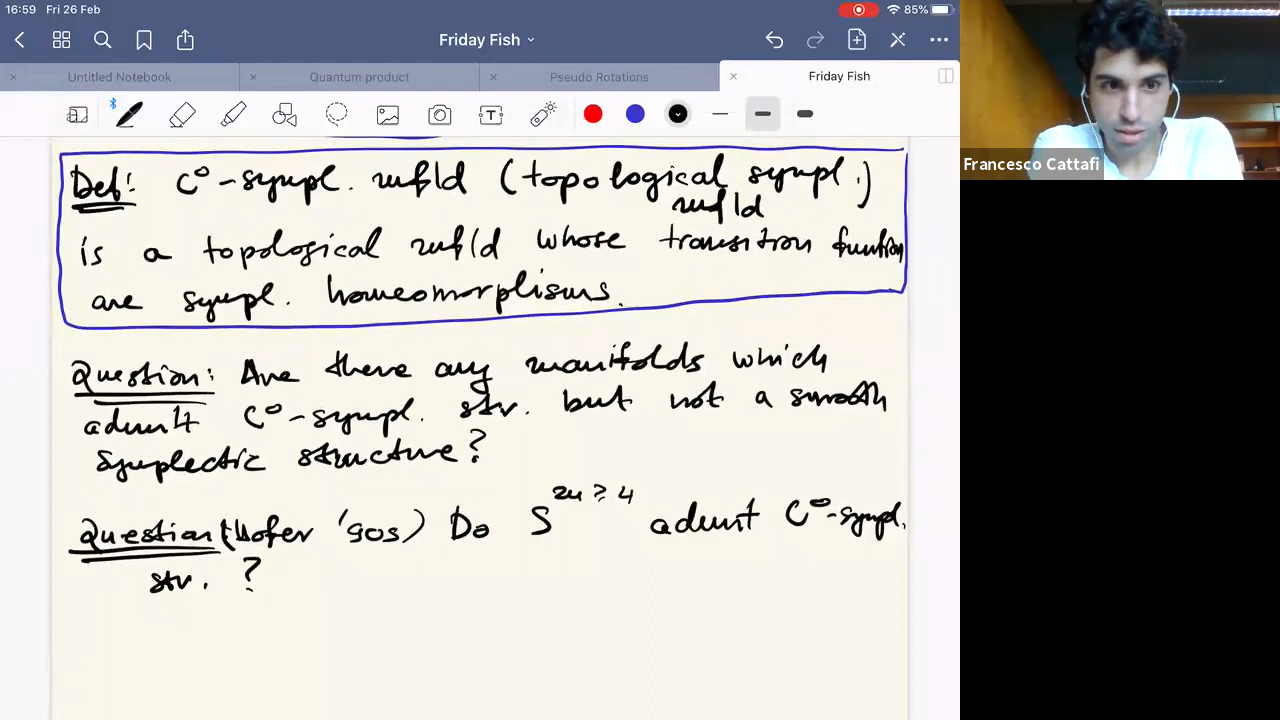 16:59 Fri 26 Feb
85%
Friday Fish
Untitled Notebook
Quantum product
Pseudo Rotations
Friday Fish
Francesco Cattafi
Def: C⁰-sympl. mfld (topological sympl.)
mfld
is a topological mfld whose transition function
are sympl. homeomorphisms.
Question: Are there any manifolds which
admit C⁰-sympl. str. but not a smooth
symplectic structure?
Question (Hofer '90s) Do S²ⁿ≥⁴ admit C⁰-sympl.
str. ?